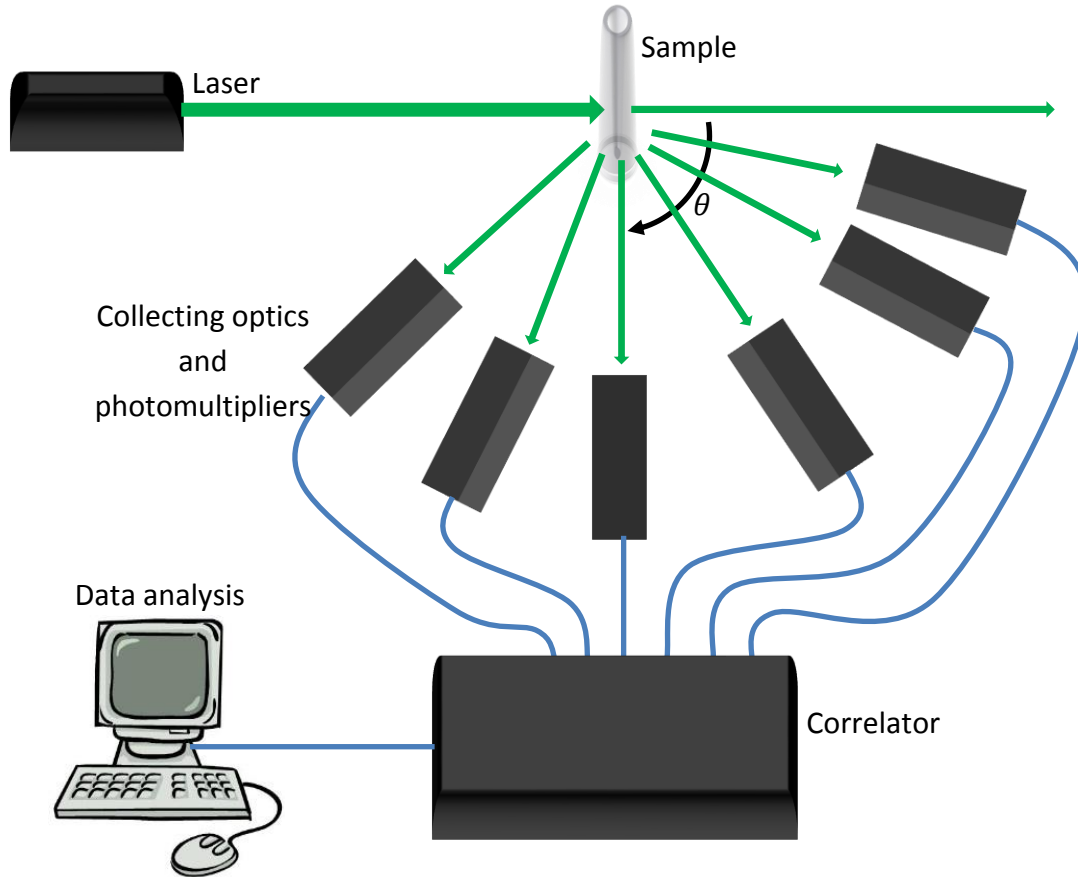 Sample
Laser
θ
Collecting optics
and
photomultipliers
Data analysis
Correlator